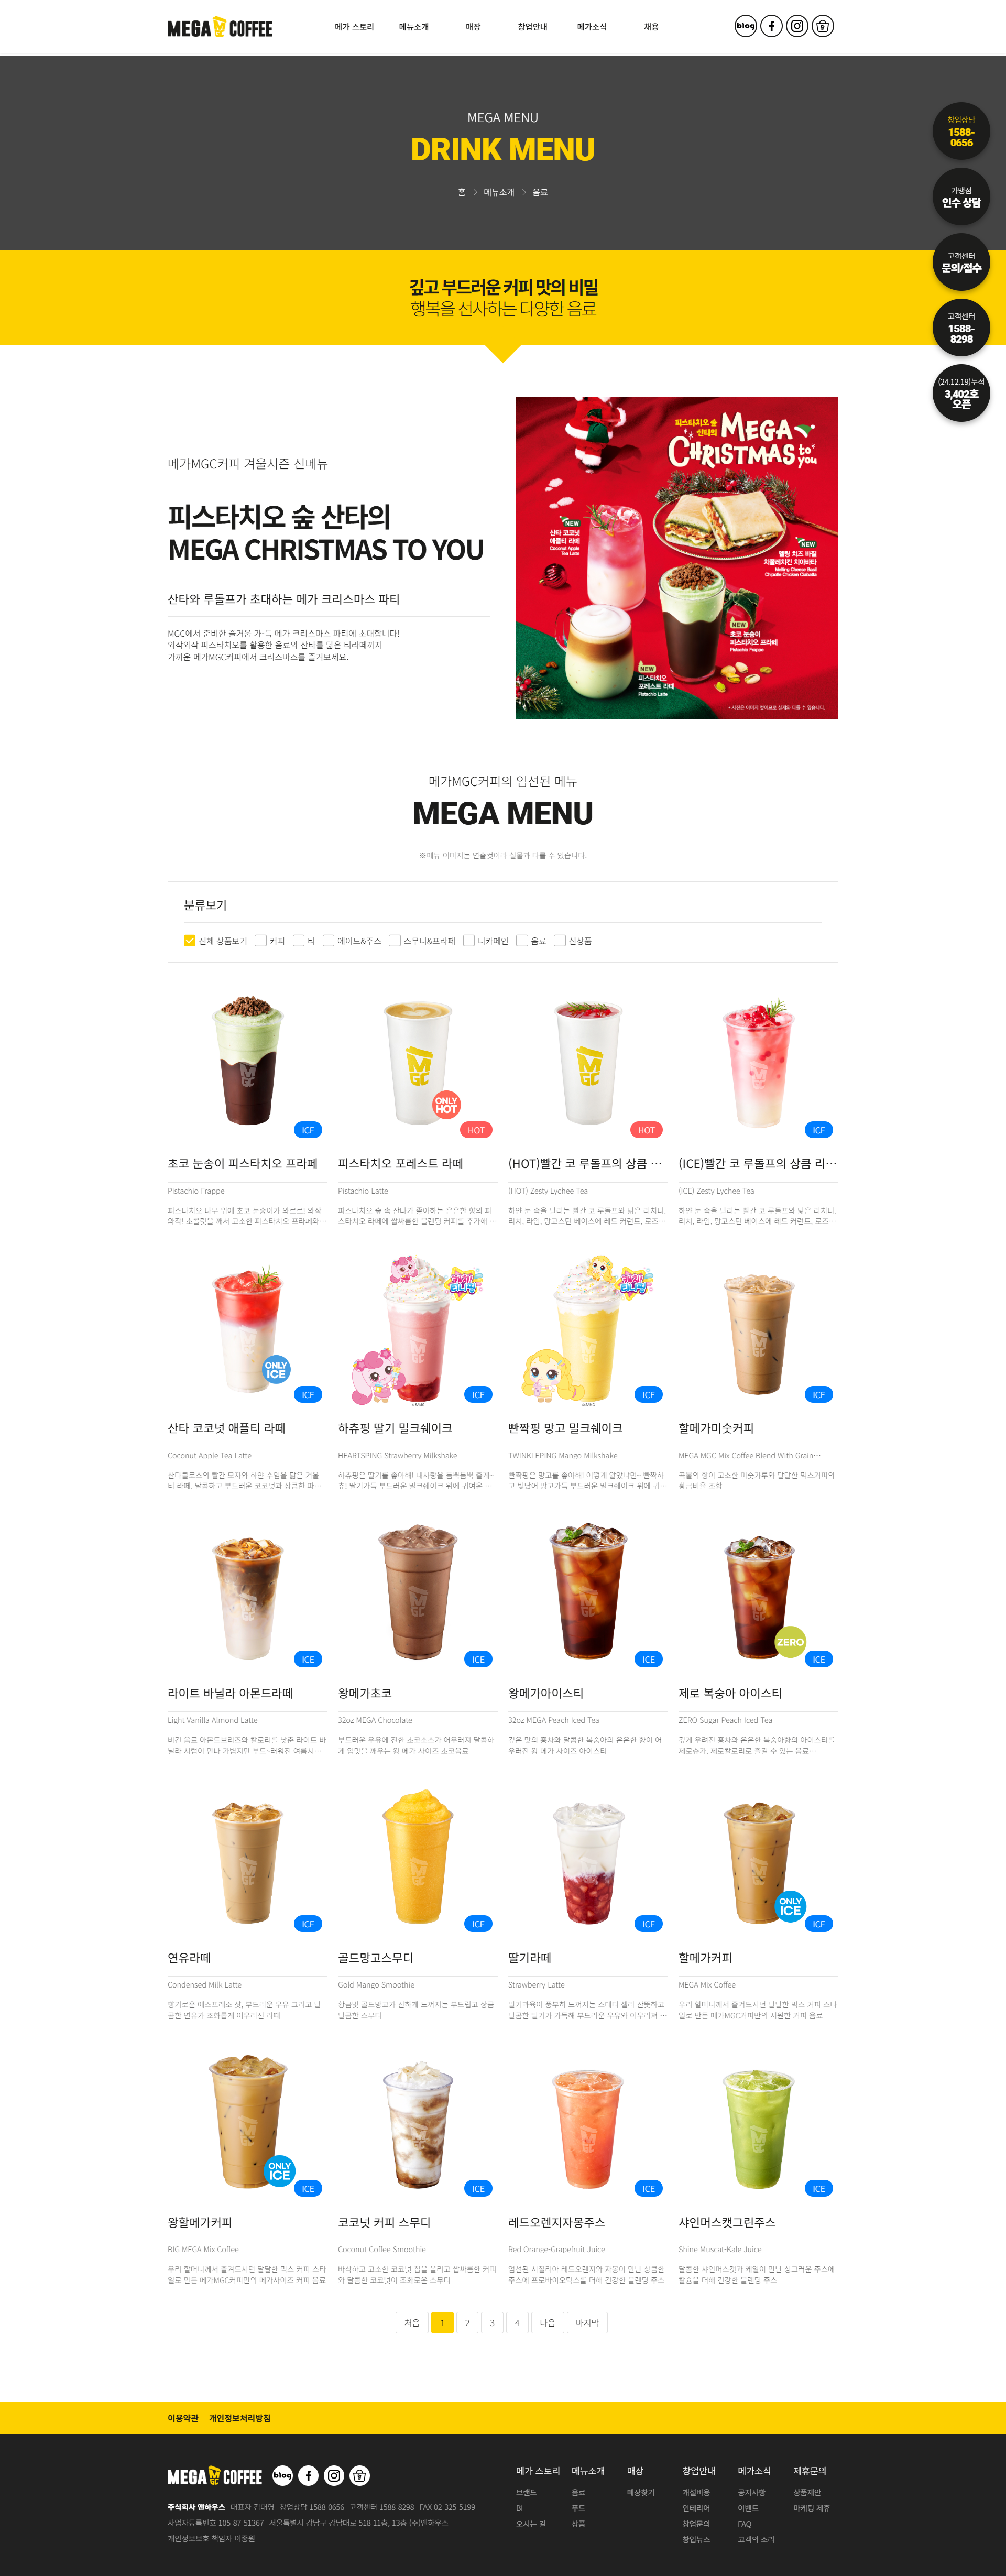 MEGA COFFEE
메가 스토리 메뉴소개 매장 창업안내 메가소식 채용
blog
MEGA MENU
DRINK MENU
홈 > 메뉴소개 > 음료
창업상담
1588-
0656
가맹점
인수 상담
고객센터
문의/접수
고객센터
1588-
8298
(24.12.19)누적
3,402호
오픈
깊고 부드러운 커피 맛의 비밀
행복을 선사하는 다양한 음료
메가MGC커피 겨울시즌 신메뉴
피스타치오 숲 산타의
MEGA CHRISTMAS TO YOU
산타와 루돌프가 초대하는 메가 크리스마스 파티
MGC에서 준비한 즐거움 가-득 메가 크리스마스 파티에 초대합니다!
와작와작 피스타치오를 활용한 음료와 산타를 닮은 티라떼까지
가까운 메가MGC커피에서 크리스마스를 즐겨보세요.
피스타치오 숲
산타의
MEGA
CHRISTMAS
to you
NEW
산타 코코넛
애플티 라떼
Coconut Apple
Tea Latte
NEW
멜팅 치즈 바질
치폴레치킨 치아바타
Melting Cheese Basil
Chipotle Chicken Ciabatta
NEW
초코 눈송이
피스타치오 프라페
Pistachio Frappe
NEW
피스타치오
포레스트 라떼
Pistachio Latte
* 사진은 이미지 컷이므로 실제와 다를 수 있습니다.
메가MGC커피의 엄선된 메뉴
MEGA MENU
※메뉴 이미지는 연출컷이라 실물과 다를 수 있습니다.
분류보기
전체 상품보기 커피 티 에이드&주스 스무디&프라페 디카페인 음료 신상품
ICE
ONLY HOT
HOT
HOT
ICE
초코 눈송이 피스타치오 프라페
Pistachio Frappe
피스타치오 나무 위에 초코 눈송이가 와르르! 와작
와작! 초콜릿을 깨서 고소한 피스타치오 프라페와…
피스타치오 포레스트 라떼
Pistachio Latte
피스타치오 숲 속 산타가 좋아하는 은은한 향의 피
스타치오 라떼에 쌉싸름한 블렌딩 커피를 추가해 …
(HOT)빨간 코 루돌프의 상큼 …
(HOT) Zesty Lychee Tea
하얀 눈 속을 달리는 빨간 코 루돌프와 닮은 리치티.
리치, 라임, 망고스틴 베이스에 레드 커런트, 로즈…
(ICE)빨간 코 루돌프의 상큼 리…
(ICE) Zesty Lychee Tea
하얀 눈 속을 달리는 빨간 코 루돌프와 닮은 리치티.
리치, 라임, 망고스틴 베이스에 레드 커런트, 로즈…
ONLY ICE
ICE
캐치!
티니핑
ICE
캐치!
티니핑
ICE
ICE
산타 코코넛 애플티 라떼
Coconut Apple Tea Latte
산타클로스의 빨간 모자와 하얀 수염을 닮은 겨울
티 라떼. 달콤하고 부드러운 코코넛과 상큼한 파…
하츄핑 딸기 밀크쉐이크
HEARTSPING Strawberry Milkshake
하츄핑은 딸기를 좋아해! 내사랑을 듬뿍듬뿍 줄게~
츄! 딸기가득 부드러운 밀크쉐이크 위에 귀여운 …
빤짝핑 망고 밀크쉐이크
TWINKLEPING Mango Milkshake
빤짝핑은 망고를 좋아해! 어떻게 알았냐면~ 빤짝하
고 빛났어 망고가득 부드러운 밀크쉐이크 위에 귀…
할메가미숫커피
MEGA MGC Mix Coffee Blend With Grain…
곡물의 향이 고소한 미숫가루와 달달한 믹스커피의
황금비율 조합
ICE
ICE
ICE
ZERO
ICE
라이트 바닐라 아몬드라떼
Light Vanilla Almond Latte
비건 음료 아몬드브리즈와 칼로리를 낮춘 라이트 바
닐라 시럽이 만나 가볍지만 부드~러워진 여름시…
왕메가초코
32oz MEGA Chocolate
부드러운 우유에 진한 초코소스가 어우러져 달콤하
게 입맛을 깨우는 왕 메가 사이즈 초코음료
왕메가아이스티
32oz MEGA Peach Iced Tea
깊은 맛의 홍차와 달콤한 복숭아의 은은한 향이 어
우러진 왕 메가 사이즈 아이스티
제로 복숭아 아이스티
ZERO Sugar Peach Iced Tea
깊게 우려진 홍차와 은은한 복숭아향의 아이스티를
제로슈가, 제로칼로리로 즐길 수 있는 음료…
ICE
ICE
ICE
ONLY ICE
ICE
연유라떼
Condensed Milk Latte
향기로운 에스프레소 샷, 부드러운 우유 그리고 달
콤한 연유가 조화롭게 어우러진 라떼
골드망고스무디
Gold Mango Smoothie
황금빛 골드망고가 진하게 느껴지는 부드럽고 상큼
달콤한 스무디
딸기라떼
Strawberry Latte
딸기과육이 풍부히 느껴지는 스테디 셀러 산뜻하고
달콤한 딸기가 가득해 부드러운 우유와 어우러져 …
할메가커피
MEGA Mix Coffee
우리 할머니께서 즐겨드시던 달달한 믹스 커피 스타
일로 만든 메가MGC커피만의 시원한 커피 음료
ONLY ICE
ICE
ICE
ICE
ICE
왕할메가커피
BIG MEGA Mix Coffee
우리 할머니께서 즐겨드시던 달달한 믹스 커피 스타
일로 만든 메가MGC커피만의 메가사이즈 커피 음료
코코넛 커피 스무디
Coconut Coffee Smoothie
바삭하고 고소한 코코넛 칩을 올리고 쌉싸름한 커피
와 달콤한 코코넛이 조화로운 스무디
레드오렌지자몽주스
Red Orange-Grapefruit Juice
엄선된 시칠리아 레드오렌지와 자몽이 만난 상큼한
주스에 프로바이오틱스를 더해 건강한 블렌딩 주스
샤인머스캣그린주스
Shine Muscat-Kale Juice
달콤한 샤인머스캣과 케일이 만난 싱그러운 주스에
칼슘을 더해 건강한 블렌딩 주스
처음 1 2 3 4 다음 마지막
이용약관 개인정보처리방침
MEGA COFFEE
blog
주식회사 앤하우스 대표자 김대영 창업상담 1588-0656 고객센터 1588-8298 FAX 02-325-5199
사업자등록번호 105-87-51367 서울특별시 강남구 강남대로 518 11층, 13층 (주)앤하우스
개인정보보호 책임자 이종원
메가 스토리
브랜드
BI
오시는 길
메뉴소개
음료
푸드
상품
매장
매장찾기
창업안내
개설비용
인테리어
창업문의
창업뉴스
메가소식
공지사항
이벤트
FAQ
고객의 소리
제휴문의
상품제안
마케팅 제휴